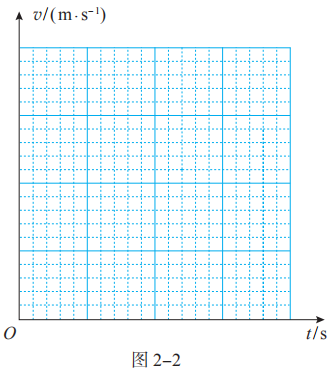 v/(m·s⁻¹)
O
t/s
图 2-2